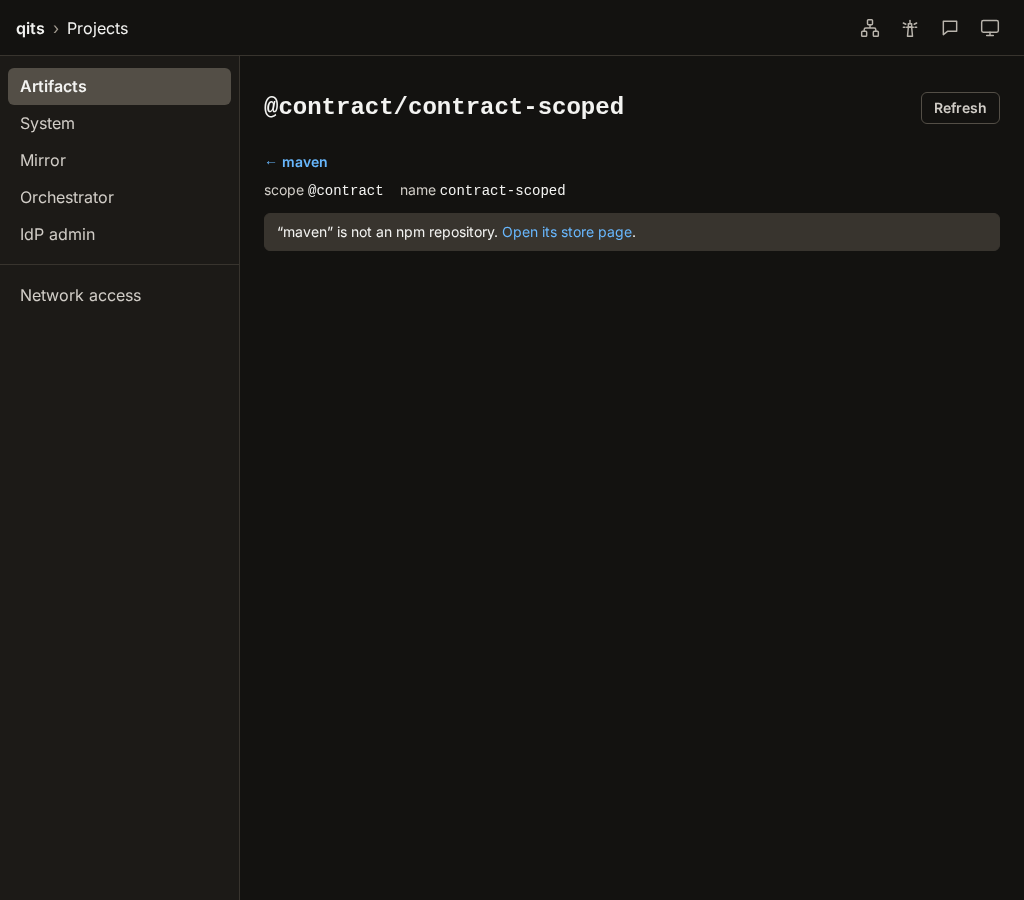 qits › Projects
Artifacts
System
Mirror
Orchestrator
IdP admin
Network access
@contract/contract-scoped
Refresh
← maven
scope @contract name contract-scoped
“maven” is not an npm repository. Open its store page.